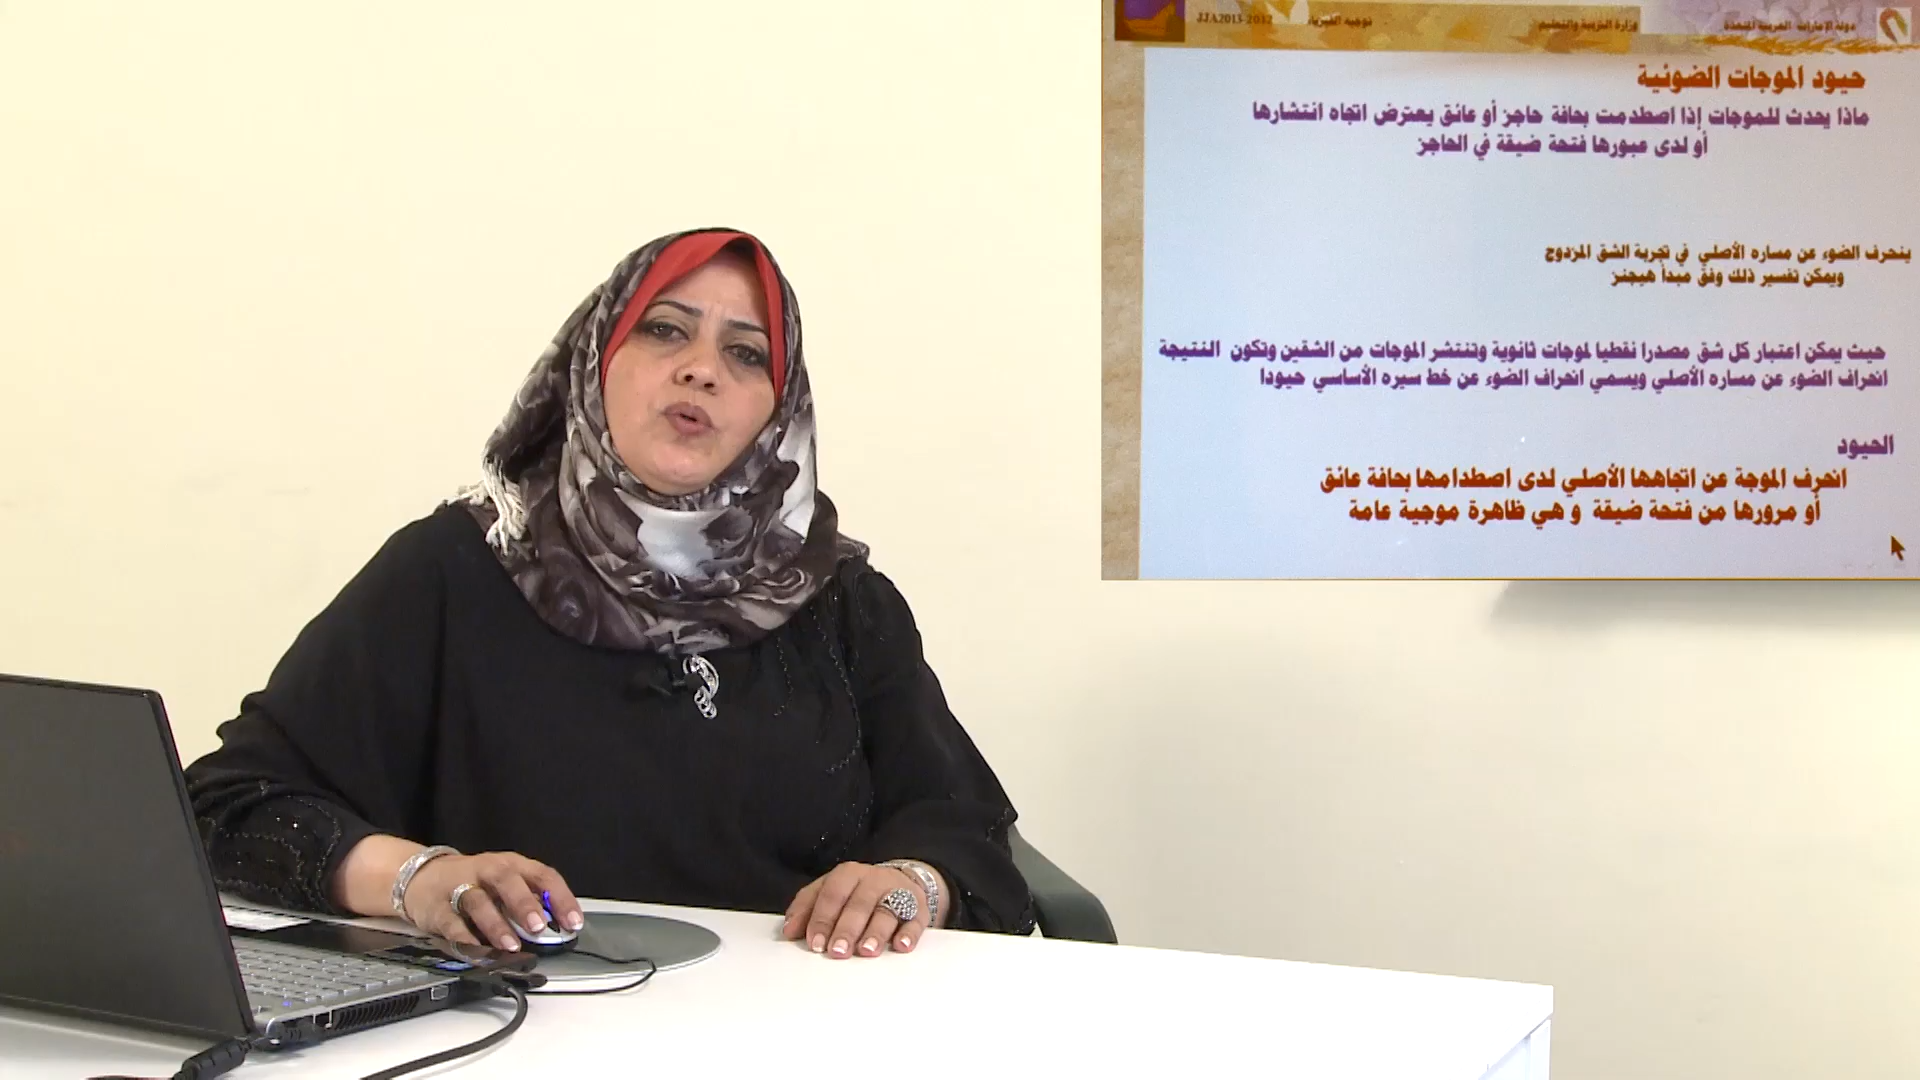 دولة الإمارات العربية المتحدة وزارة التربية والتعليم توجيه الفيزياء JJA2013-2012
حيود الموجات الضوئية
ماذا يحدث للموجات إذا اصطدمت بحافة حاجز أو عائق يعترض اتجاه انتشارها
أو لدى عبورها فتحة ضيقة في الحاجز
ينحرف الضوء عن مساره الأصلي في تجربة الشق المزدوج
ويمكن تفسير ذلك وفق مبدأ هيجنز
حيث يمكن اعتبار كل شق مصدرا نقطيا لموجات ثانوية وتنتشر الموجات من الشقين وتكون النتيجة
انحراف الضوء عن مساره الأصلي ويسمي انحراف الضوء عن خط سيره الأساسي حيودا
الحيود
انحرف الموجة عن اتجاهها الأصلي لدى اصطدامها بحافة عائق
أو مرورها من فتحة ضيقة و هي ظاهرة موجية عامة